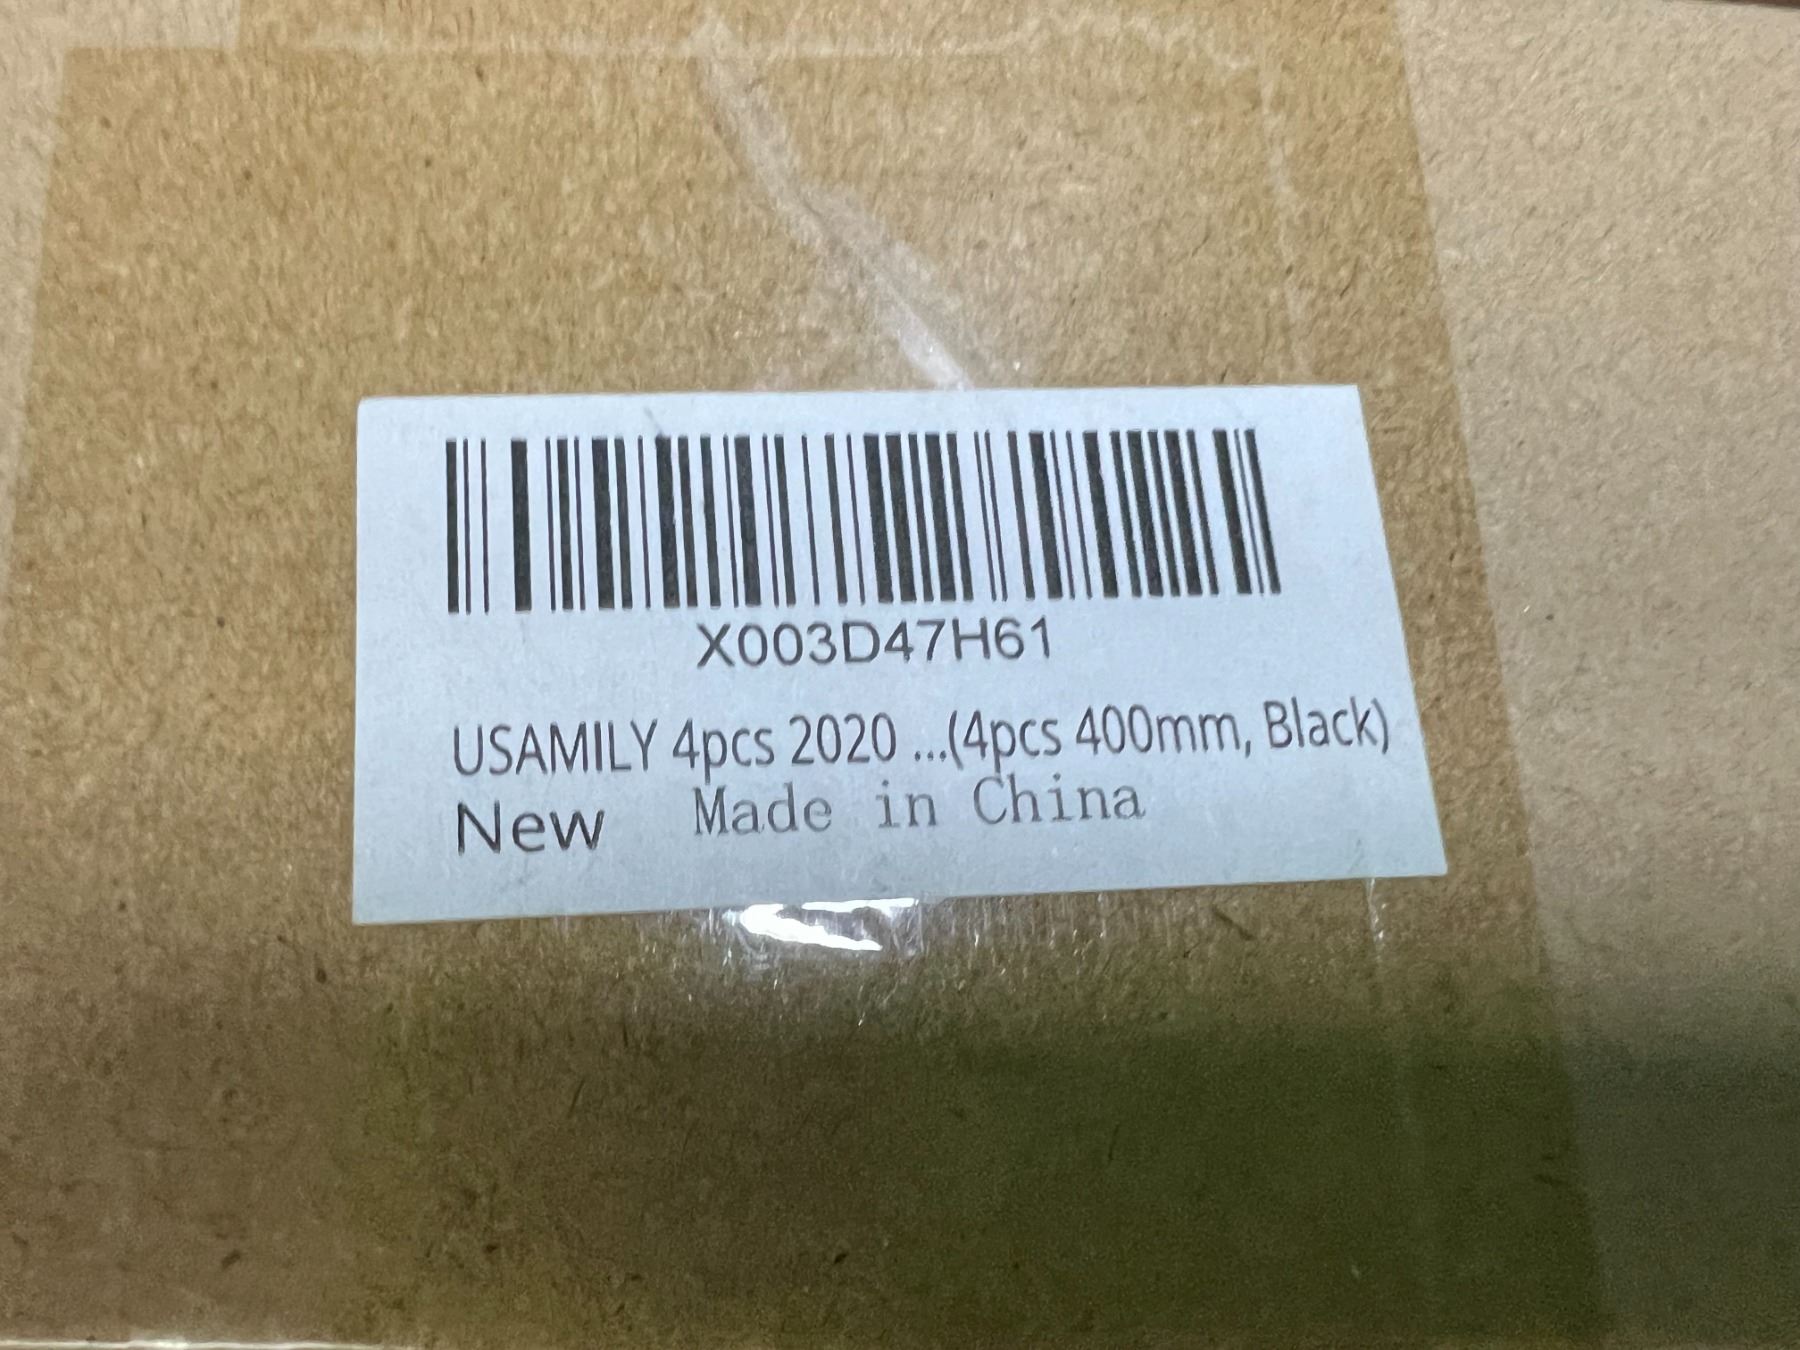 X003D47H61
USAMILY 4pcs 2020 ...(4pcs 400mm, Black)
New Made in China